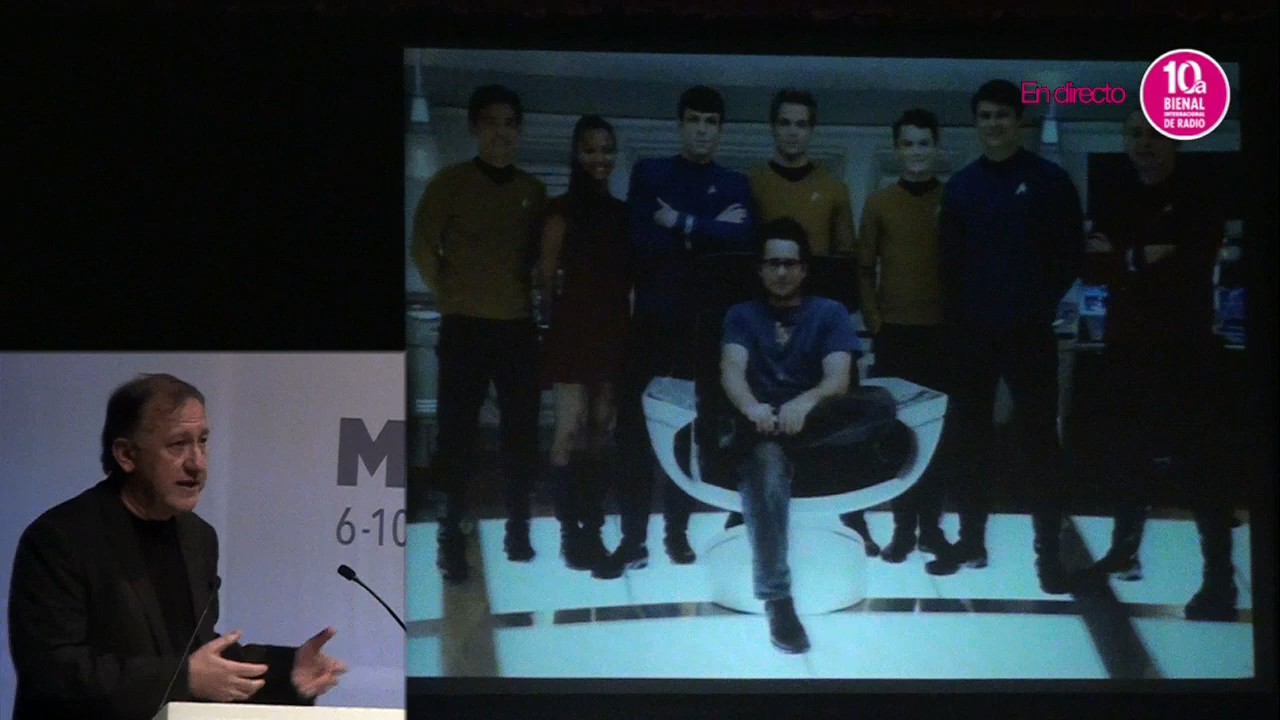 En directo
10a
BIENAL
INTERNACIONAL
DE RADIO
M
6-10